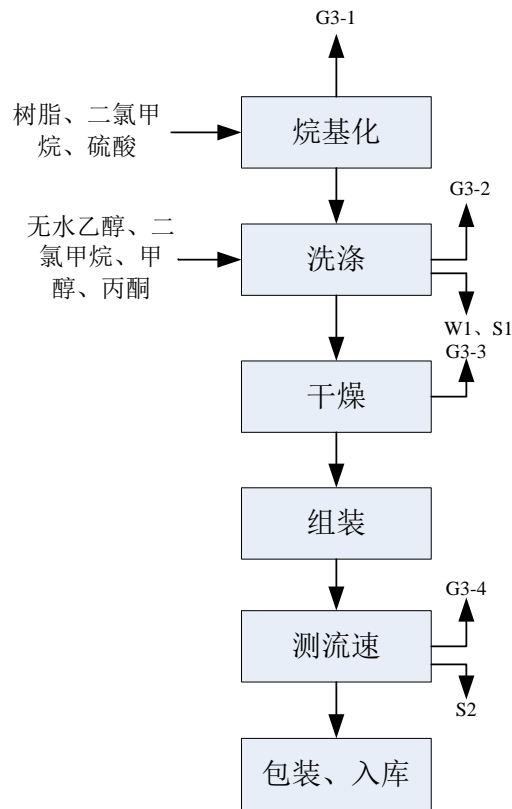 G3-1
树脂、二氯甲
烷、硫酸
烷基化
G3-2
无水乙醇、二
氯甲烷、甲
醇、丙酮
洗涤
W1、S1
G3-3
干燥
组装
G3-4
测流速
S2
包装、入库